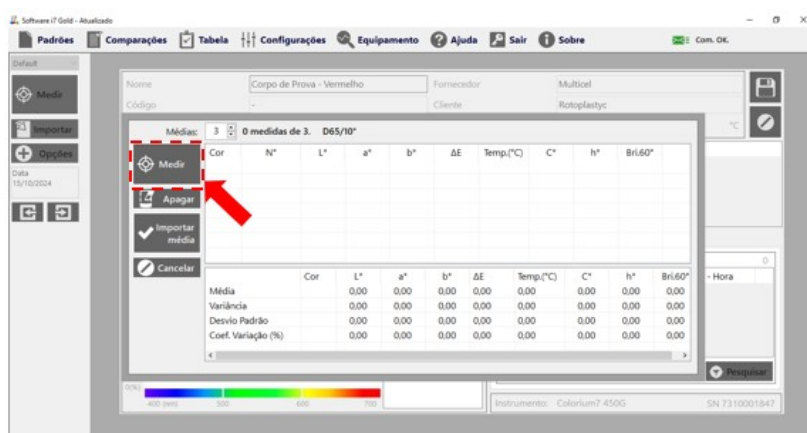 Software i7 Gold - Atualizado
Padrões Comparações Tabela Configurações Equipamento Ajuda Sair Sobre Com. OK.
Default
Medir
Importar
Opções
Data
15/10/2024
Nome Corpo de Prova - Vermelho Fornecedor Multicel
Código - Cliente Rotoplastyc
°C
Médias: 3 0 medidas de 3. D65/10°
Medir
Apagar
Importar média
Cancelar
Cor N° L* a* b* ΔE Temp.(°C) C* h* Bri.60°
Cor L* a* b* ΔE Temp.(°C) C* h* Bri.60°
Média 0,00 0,00 0,00 0,00 0,00 0,00 0,00 0,00
Variância 0,00 0,00 0,00 0,00 0,00 0,00 0,00 0,00
Desvio Padrão 0,00 0,00 0,00 0,00 0,00 0,00 0,00 0,00
Coef. Variação (%) 0,00 0,00 0,00 0,00 0,00 0,00 0,00 0,00
0
- Hora
Pesquisar
0(%)
400 (nm) 500 600 700
Instrumento: Colorium7 450G SN 7310001847